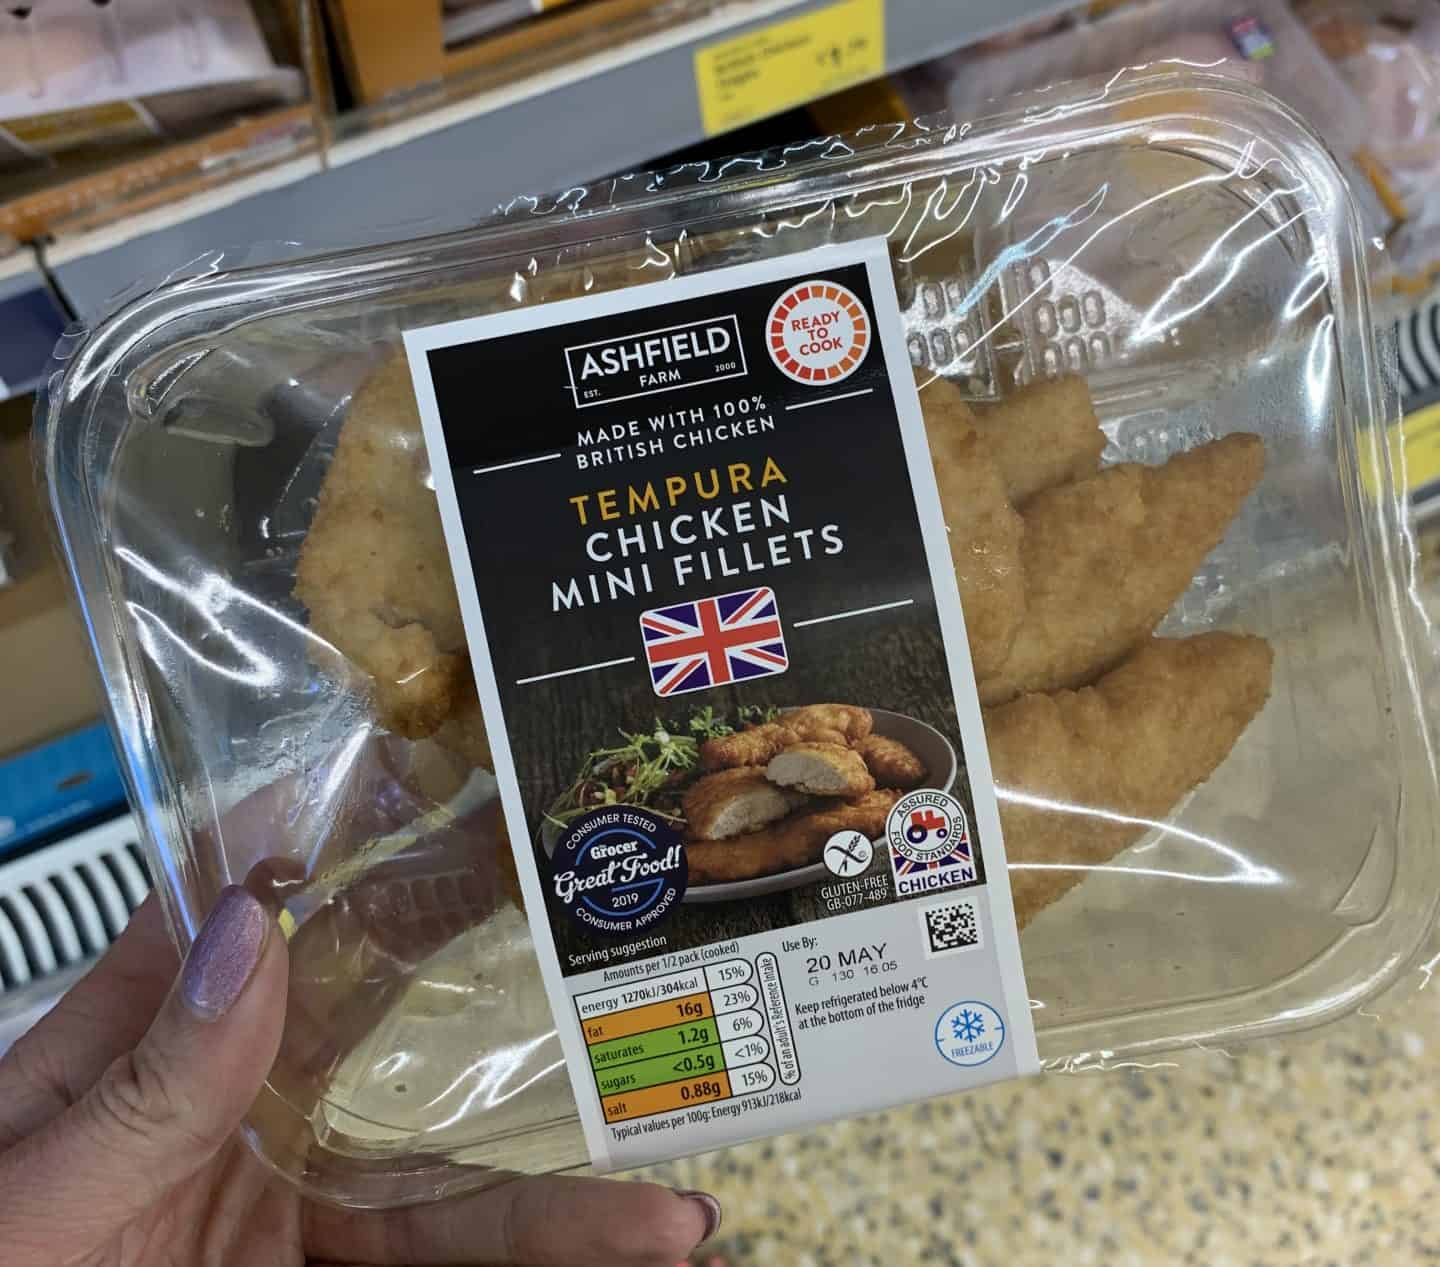 ASHFIELD
FARM
EST. 2000
READY
TO
COOK
MADE WITH 100%
BRITISH CHICKEN
TEMPURA
CHICKEN
MINI FILLETS
CONSUMER TESTED
The Grocer
Great Food!
2019
CONSUMER APPROVED
GLUTEN-FREE
GB-077-489
ASSURED
FOOD STANDARDS
CHICKEN
Serving suggestion
Amounts per 1/2 pack (cooked)
energy 1270kJ/304kcal 15%
fat 16g 23%
saturates 1.2g 6%
sugars <0.5g <1%
salt 0.88g 15%
% of an adult's Reference Intake
Typical values per 100g: Energy 913kJ/218kcal
Use By:
20 MAY
G 130 16:05
Keep refrigerated below 4°C
at the bottom of the fridge
FREEZABLE